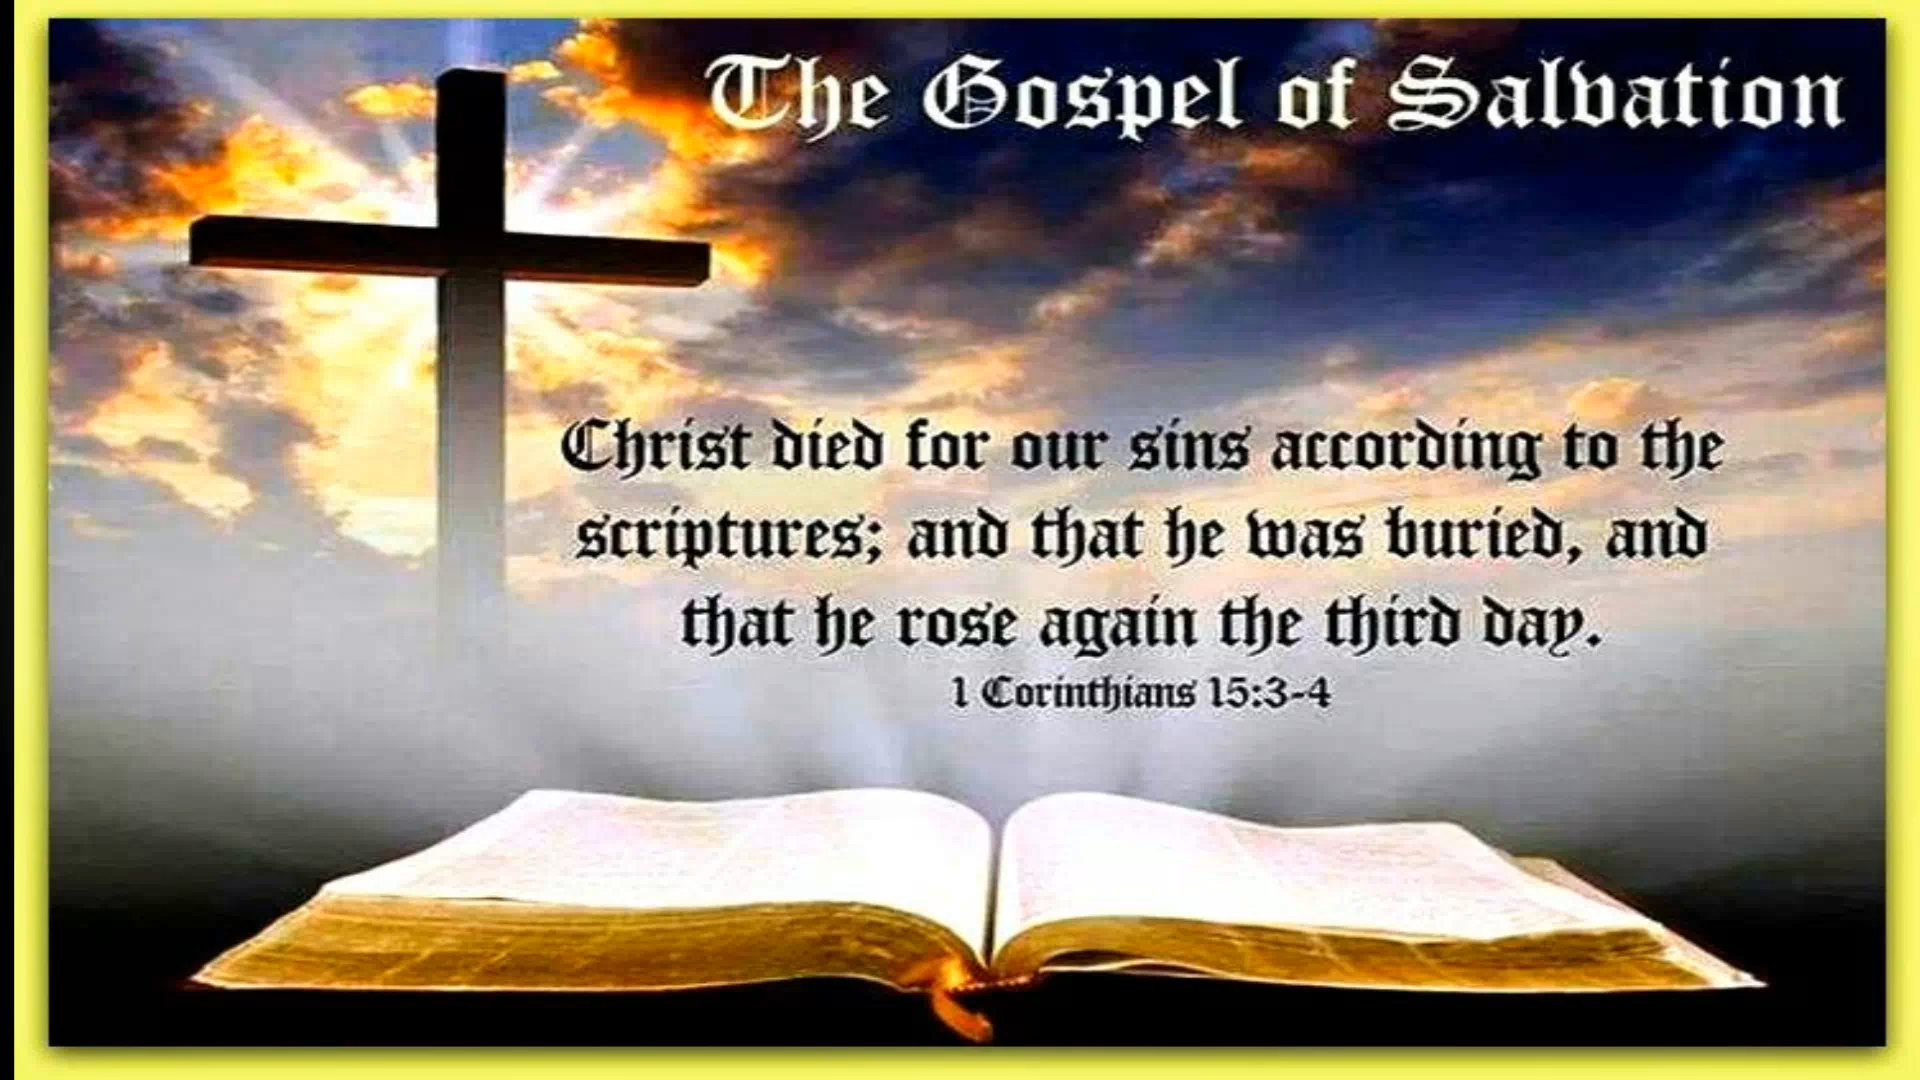 The Gospel of Salvation
Christ died for our sins according to the
scriptures; and that he was buried, and
that he rose again the third day.
1 Corinthians 15:3-4